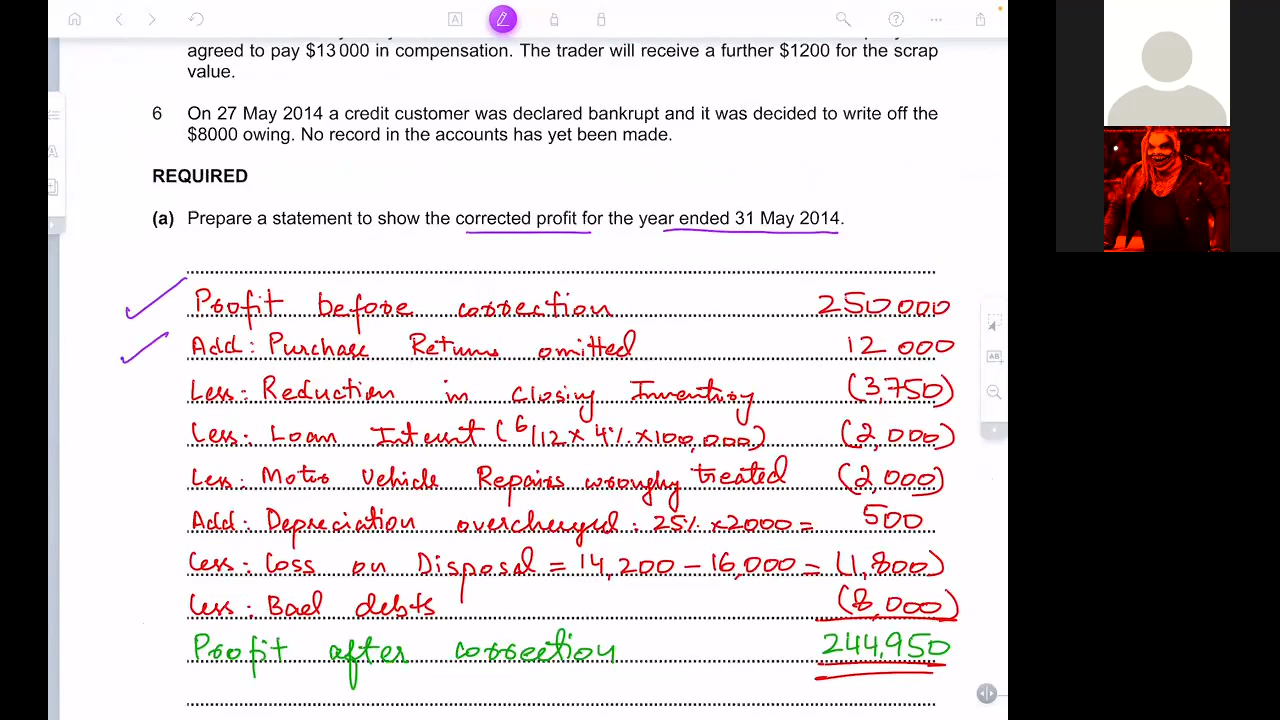 agreed to pay $13 000 in compensation. The trader will receive a further $1200 for the scrap
value.
6 On 27 May 2014 a credit customer was declared bankrupt and it was decided to write off the
$8000 owing. No record in the accounts has yet been made.
REQUIRED
(a) Prepare a statement to show the corrected profit for the year ended 31 May 2014.
Profit before correction 250000
Add: Purchase Returns omitted 12 000
Less: Reduction in closing Inventory (3,750)
Less: Loan Interest (6/12 x 4% x 100,000) (2,000)
Less: Motor Vehicle Repairs wrongly treated (2,000)
Add: Depreciation overcharged: 25% x 2000 = 500
Less: Loss on Disposal = 14,200 - 16,000 = (1,800)
Less: Bad debts (8,000)
Profit after correction 244,950